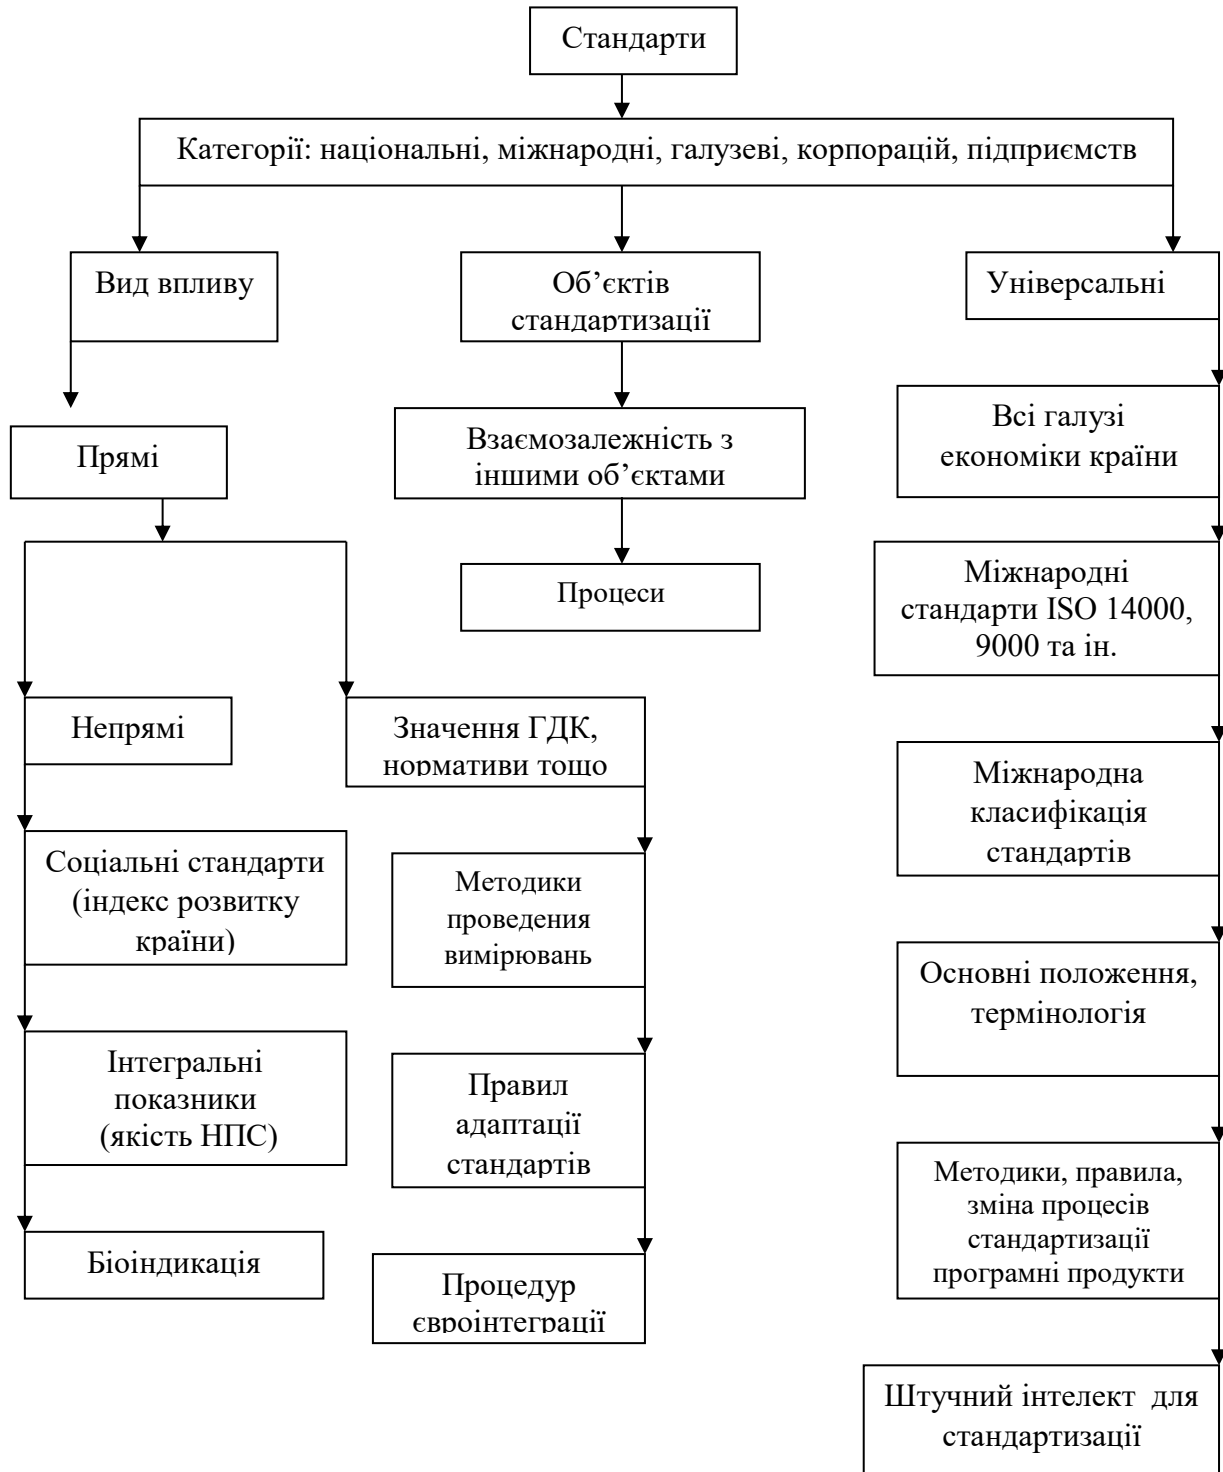 Стандарти
Категорії: національні, міжнародні, галузеві, корпорацій, підприємств
Вид впливу
Об’єктів
стандартизації
Універсальні
Прямі
Взаємозалежність з
іншими об’єктами
Всі галузі
економіки країни
Процеси
Міжнародні
стандарти ISO 14000,
9000 та ін.
Непрямі
Значення ГДК,
нормативи тощо
Міжнародна
класифікація
стандартів
Соціальні стандарти
(індекс розвитку
країни)
Методики
проведення
вимірювань
Основні положення,
термінологія
Інтегральні
показники
(якість НПС)
Правил
адаптації
стандартів
Методики, правила,
зміна процесів
стандартизації
програмні продукти
Біоіндикація
Процедур
євроінтеграції
Штучний інтелект для
стандартизації